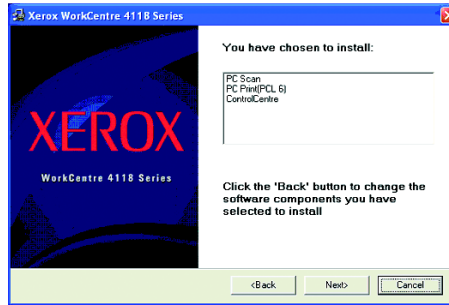 Xerox WorkCentre 4118 Series
You have chosen to install:
PC Scan
PC Print(PCL 6)
ControlCentre
XEROX
WorkCentre 4118 Series
Click the 'Back' button to change the
software components you have
selected to install
<Back
Next>
Cancel